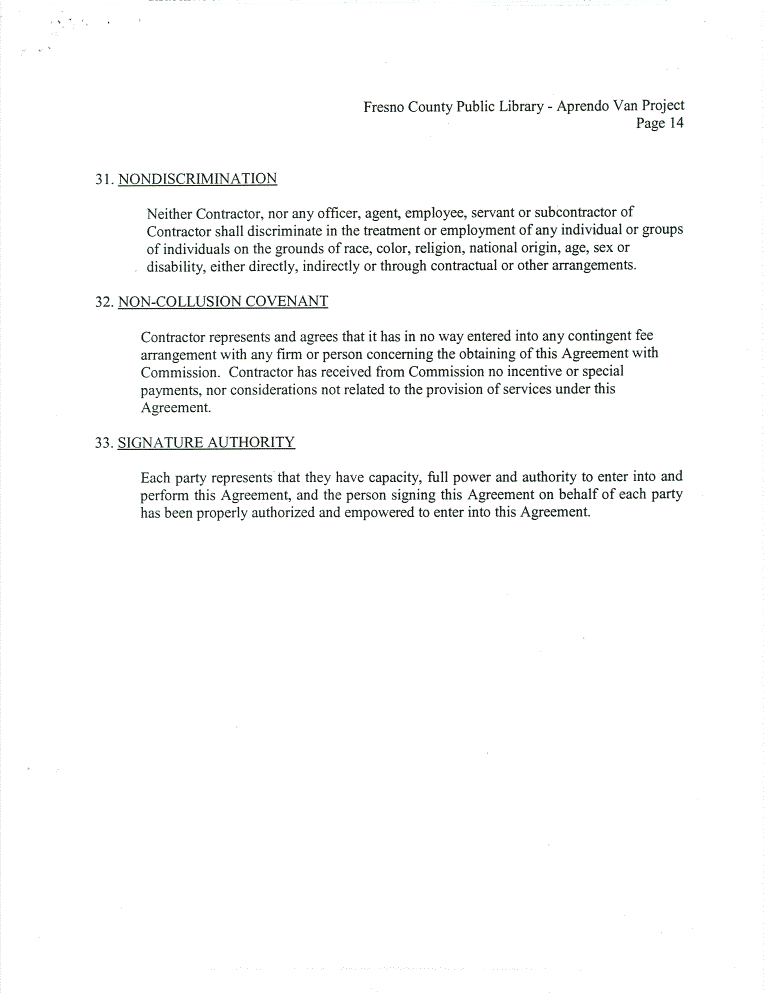 Fresno County Public Library - Aprendo Van Project
Page 14
31. NONDISCRIMINATION
Neither Contractor, nor any officer, agent, employee, servant or subcontractor of
Contractor shall discriminate in the treatment or employment of any individual or groups
of individuals on the grounds of race, color, religion, national origin, age, sex or
disability, either directly, indirectly or through contractual or other arrangements.
32. NON-COLLUSION COVENANT
Contractor represents and agrees that it has in no way entered into any contingent fee
arrangement with any firm or person concerning the obtaining of this Agreement with
Commission. Contractor has received from Commission no incentive or special
payments, nor considerations not related to the provision of services under this
Agreement.
33. SIGNATURE AUTHORITY
Each party represents that they have capacity, full power and authority to enter into and
perform this Agreement, and the person signing this Agreement on behalf of each party
has been properly authorized and empowered to enter into this Agreement.